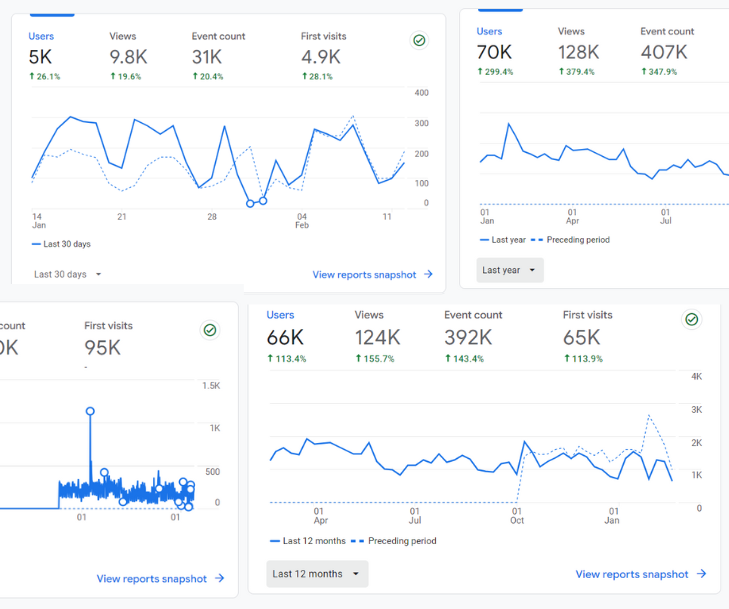 Users Views Event count First visits
5K 9.8K 31K 4.9K
↑ 26.1% ↑ 19.6% ↑ 20.4% ↑ 28.1%
400
300
200
100
0
14 21 28 04 11
Jan Feb
Last 30 days
Last 30 days View reports snapshot
Users Views Event count
70K 128K 407K
↑ 299.4% ↑ 379.4% ↑ 347.9%
01 01 01
Jan Apr Jul
Last year Preceding period
Last year
count First visits
0K 95K
-
1.5K
1K
500
0
01 01
View reports snapshot
Users Views Event count First visits
66K 124K 392K 65K
↑ 113.4% ↑ 155.7% ↑ 143.4% ↑ 113.9%
4K
3K
2K
1K
0
01 01 01 01
Apr Jul Oct Jan
Last 12 months Preceding period
Last 12 months View reports snapshot